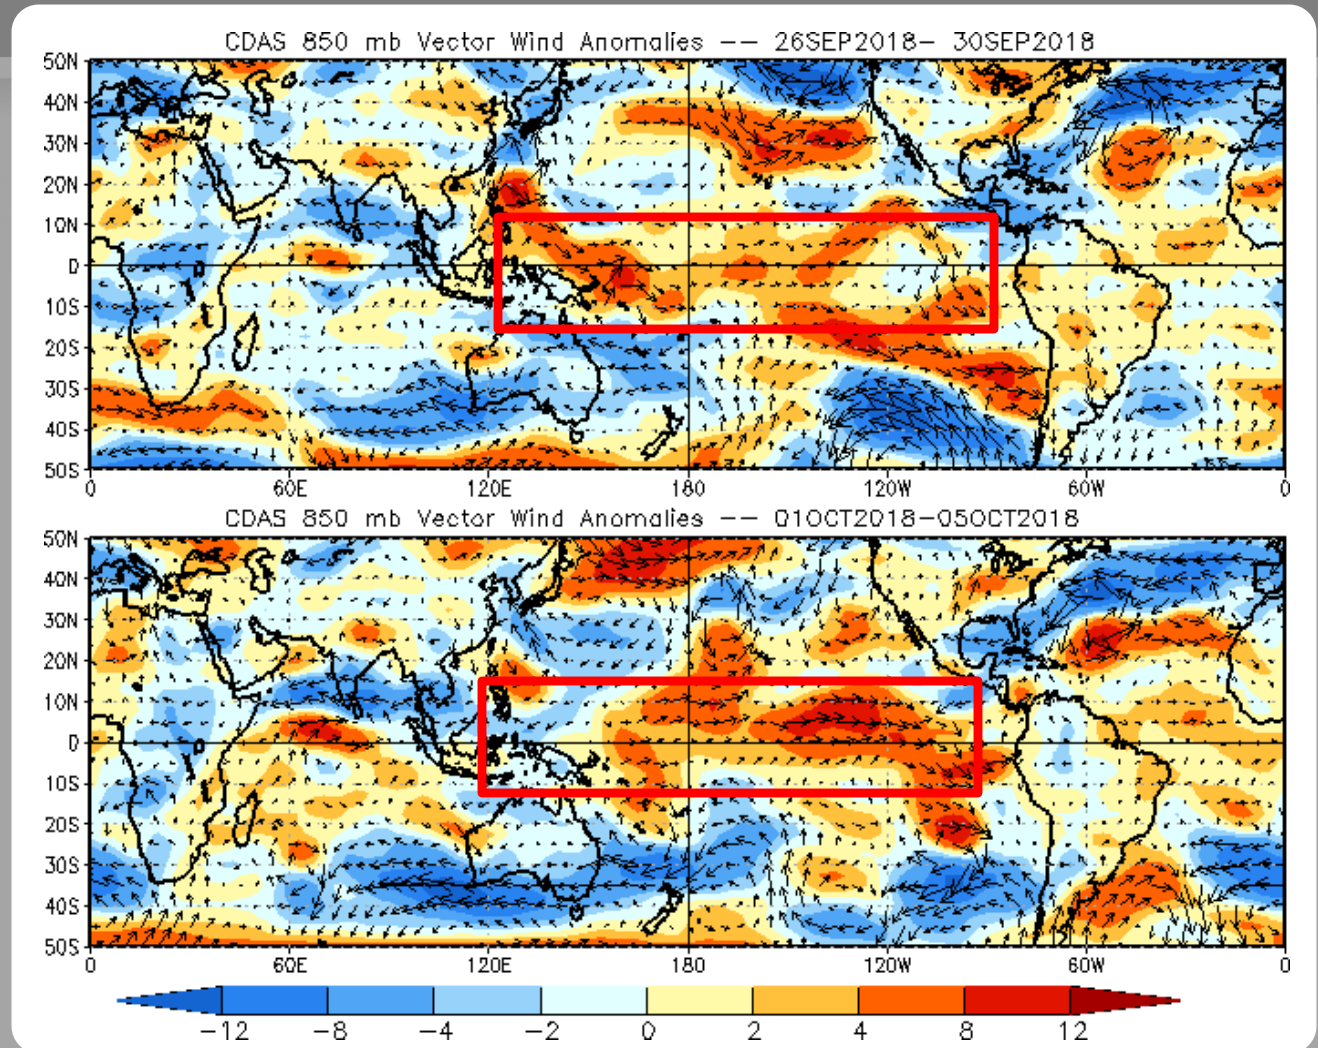 CDAS 850 mb Vector Wind Anomalies -- 26SEP2018- 30SEP2018
50N
40N
30N
20N
10N
0
10S
20S
30S
40S
50S
0 60E 120E 180 120W 60W 0
CDAS 850 mb Vector Wind Anomalies -- 01OCT2018-05OCT2018
50N
40N
30N
20N
10N
0
10S
20S
30S
40S
50S
0 60E 120E 180 120W 60W 0
-12 -8 -4 -2 0 2 4 8 12